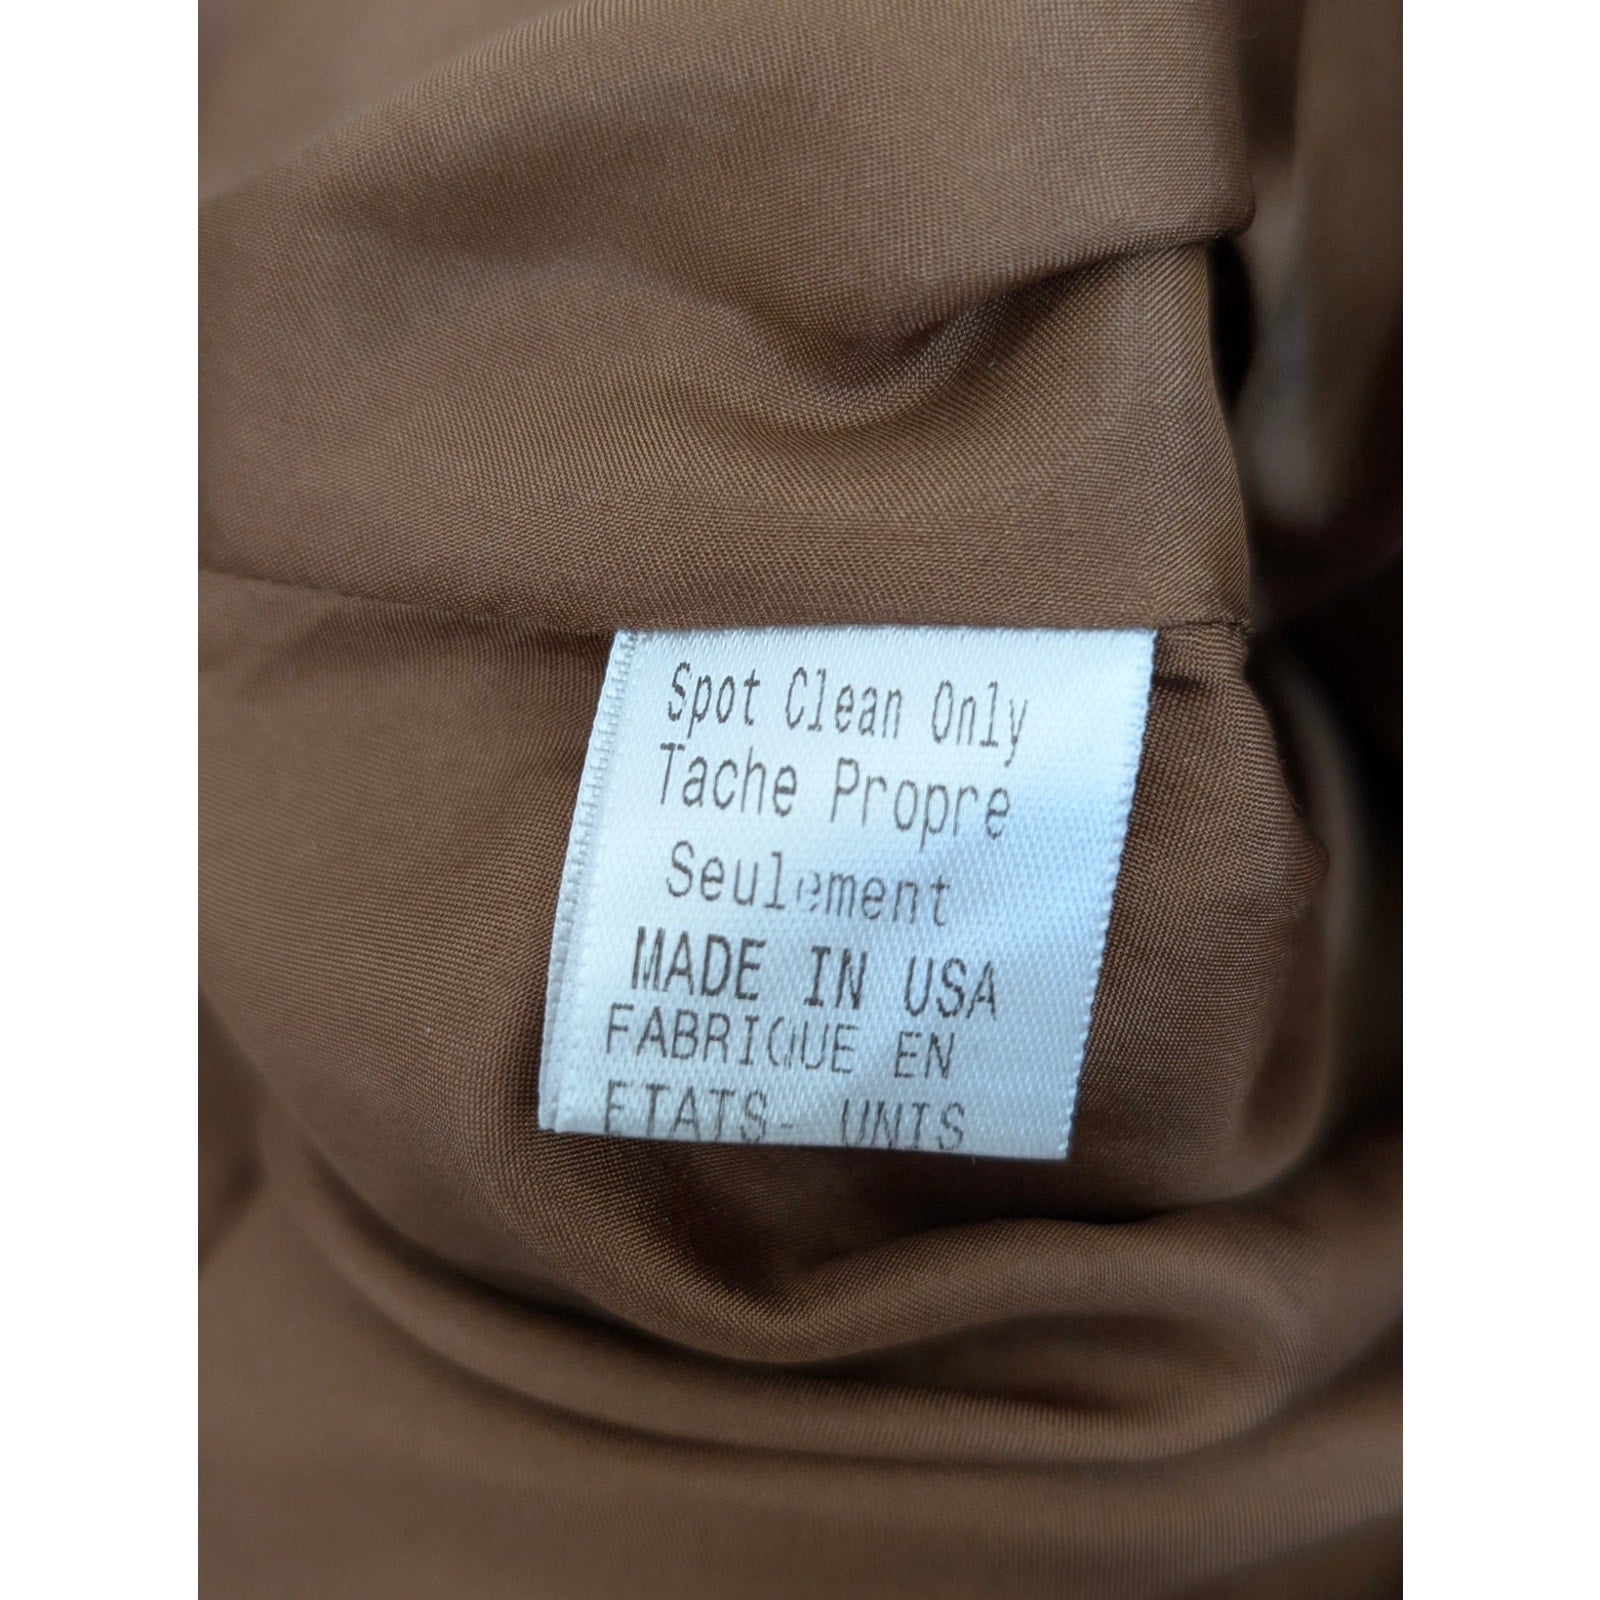 Spot Clean Only
Tache Propre
Seulement
MADE IN USA
FABRIQUE EN
ETATS- UNIS